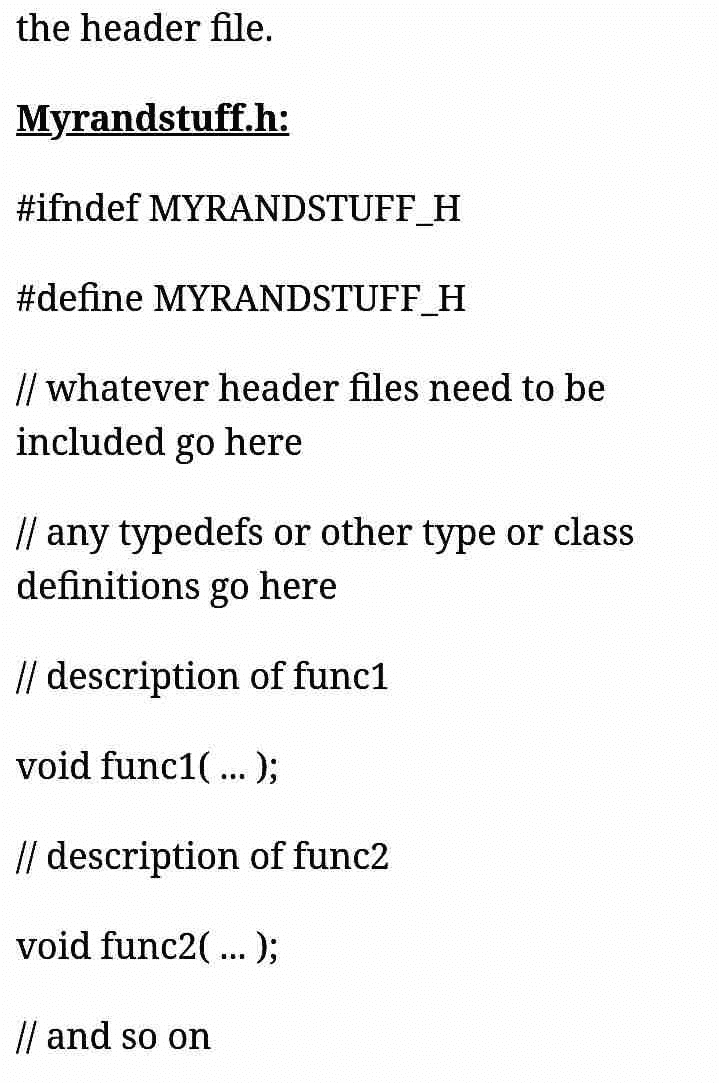 the header file.
Myrandstuff.h:
#ifndef MYRANDSTUFF_H
#define MYRANDSTUFF_H
// whatever header files need to be
included go here
// any typedefs or other type or class
definitions go here
// description of func1
void func1( ... );
// description of func2
void func2( ... );
// and so on